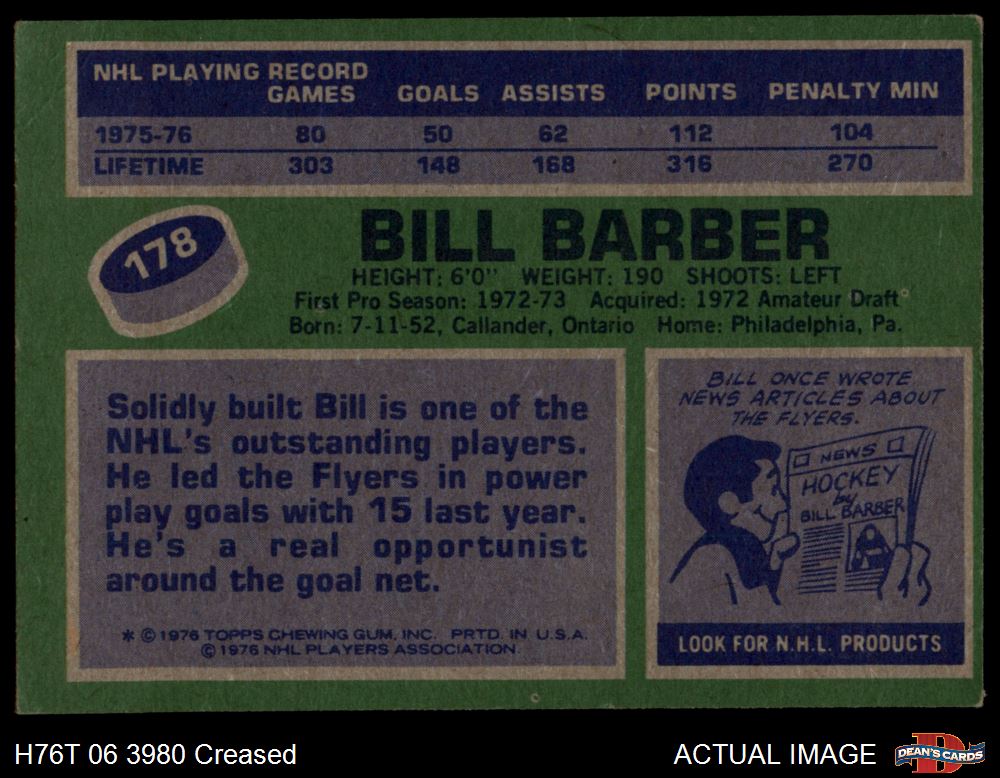 NHL PLAYING RECORD
GAMES GOALS ASSISTS POINTS PENALTY MIN
1975-76 80 50 62 112 104
LIFETIME 303 148 168 316 270
178
BILL BARBER
HEIGHT: 6'0" WEIGHT: 190 SHOOTS: LEFT
First Pro Season: 1972-73 Acquired: 1972 Amateur Draft
Born: 7-11-52, Callander, Ontario Home: Philadelphia, Pa.
Solidly built Bill is one of the
NHL's outstanding players.
He led the Flyers in power
play goals with 15 last year.
He's a real opportunist
around the goal net.
* © 1976 TOPPS CHEWING GUM, INC. PRTD. IN U.S.A.
© 1976 NHL PLAYERS ASSOCIATION
BILL ONCE WROTE
NEWS ARTICLES ABOUT
THE FLYERS.
NEWS
HOCKEY
by
BILL BARBER
LOOK FOR N.H.L. PRODUCTS
H76T 06 3980 Creased
ACTUAL IMAGE
DEAN'S CARDS